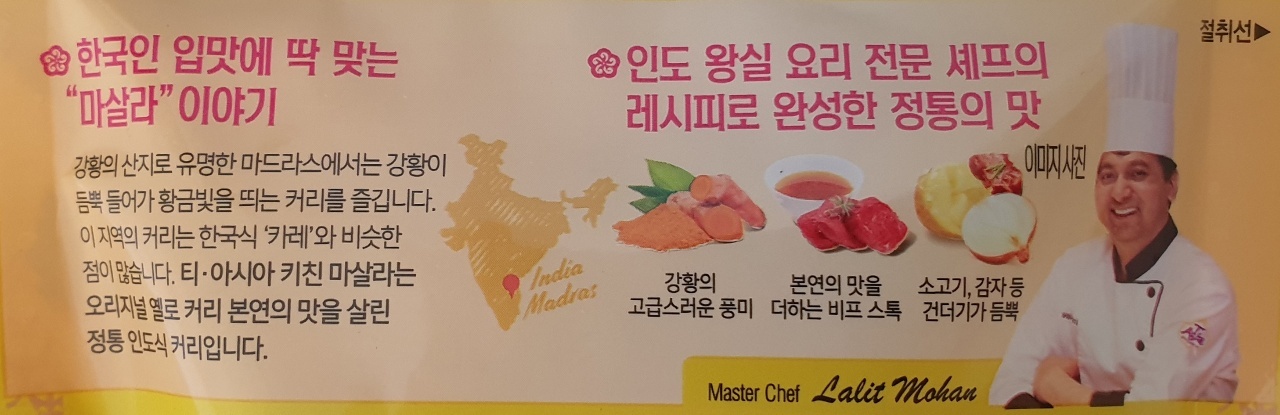 한국인 입맛에 딱 맞는
“마살라” 이야기
강황의 산지로 유명한 마드라스에서는 강황이
듬뿍 들어가 황금빛을 띄는 커리를 즐깁니다.
이 지역의 커리는 한국식 ‘카레’와 비슷한
점이 많습니다. 티·아시아 키친 마살라는
오리지널 옐로 커리 본연의 맛을 살린
정통 인도식 커리입니다.
India
Madras
인도 왕실 요리 전문 셰프의
레시피로 완성한 정통의 맛
이미지 사진
강황의
고급스러운 풍미
본연의 맛을
더하는 비프 스톡
소고기, 감자 등
건더기가 듬뿍
Master Chef Lalit Mohan
절취선▶